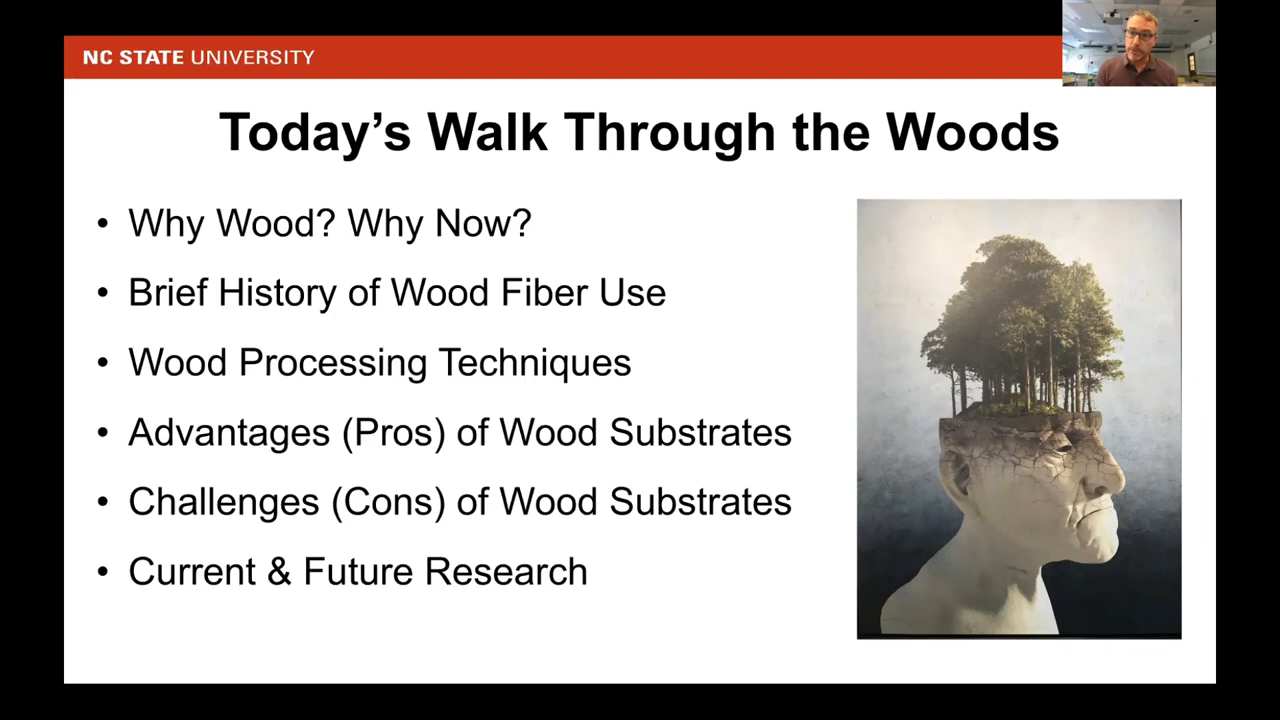 NC STATE UNIVERSITY
Today’s Walk Through the Woods
• Why Wood? Why Now?
• Brief History of Wood Fiber Use
• Wood Processing Techniques
• Advantages (Pros) of Wood Substrates
• Challenges (Cons) of Wood Substrates
• Current & Future Research